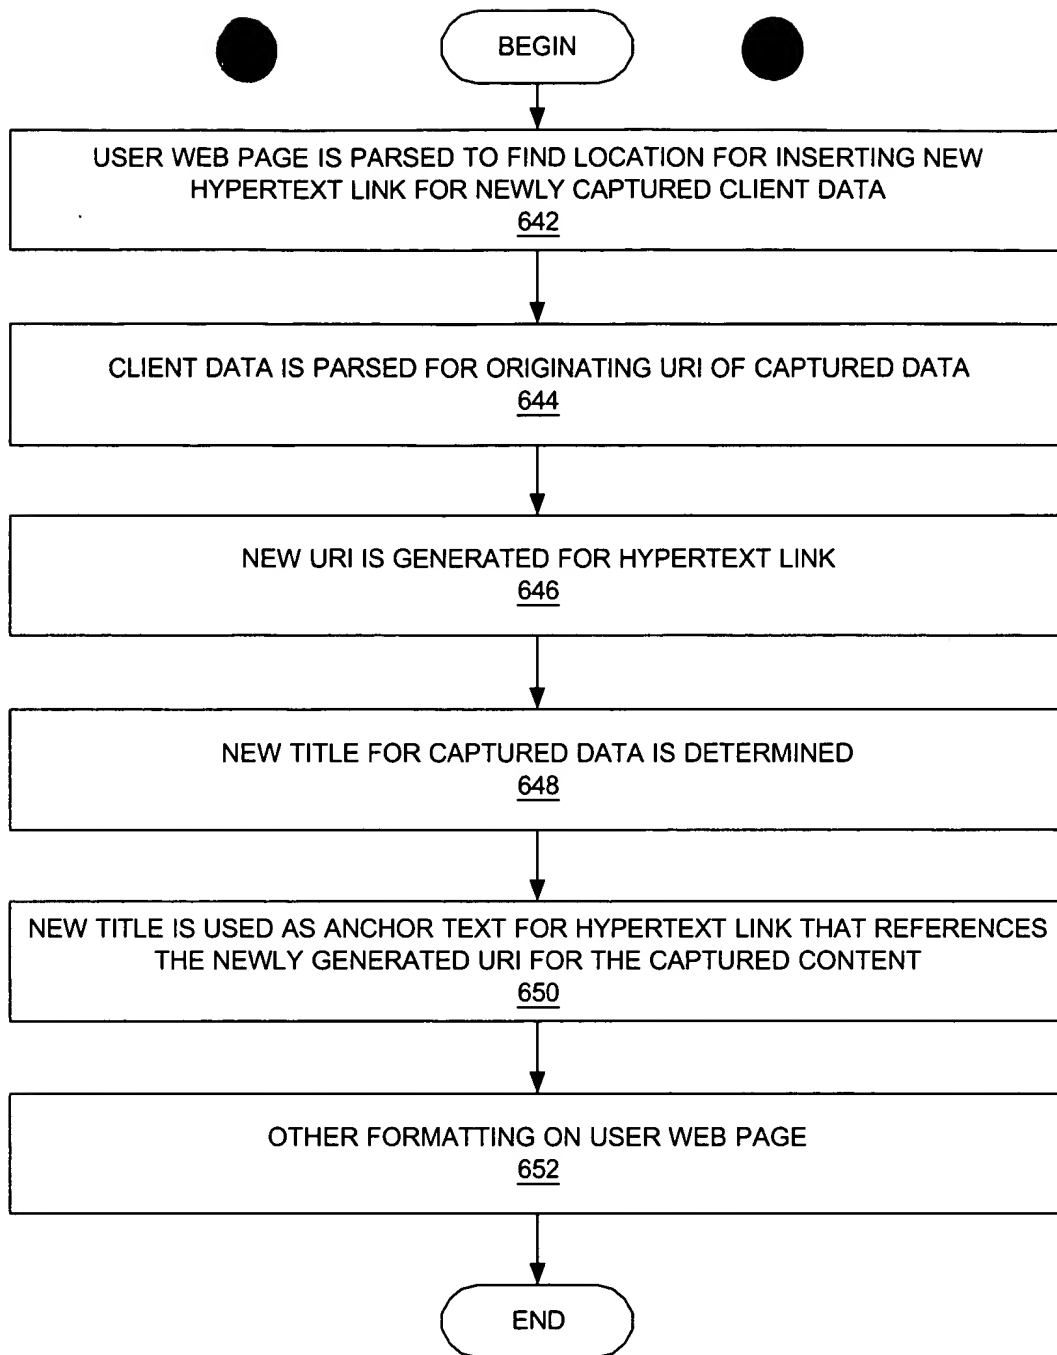 BEGIN
USER WEB PAGE IS PARSED TO FIND LOCATION FOR INSERTING NEW
HYPERTEXT LINK FOR NEWLY CAPTURED CLIENT DATA
642
CLIENT DATA IS PARSED FOR ORIGINATING URI OF CAPTURED DATA
644
NEW URI IS GENERATED FOR HYPERTEXT LINK
646
NEW TITLE FOR CAPTURED DATA IS DETERMINED
648
NEW TITLE IS USED AS ANCHOR TEXT FOR HYPERTEXT LINK THAT REFERENCES
THE NEWLY GENERATED URI FOR THE CAPTURED CONTENT
650
OTHER FORMATTING ON USER WEB PAGE
652
END